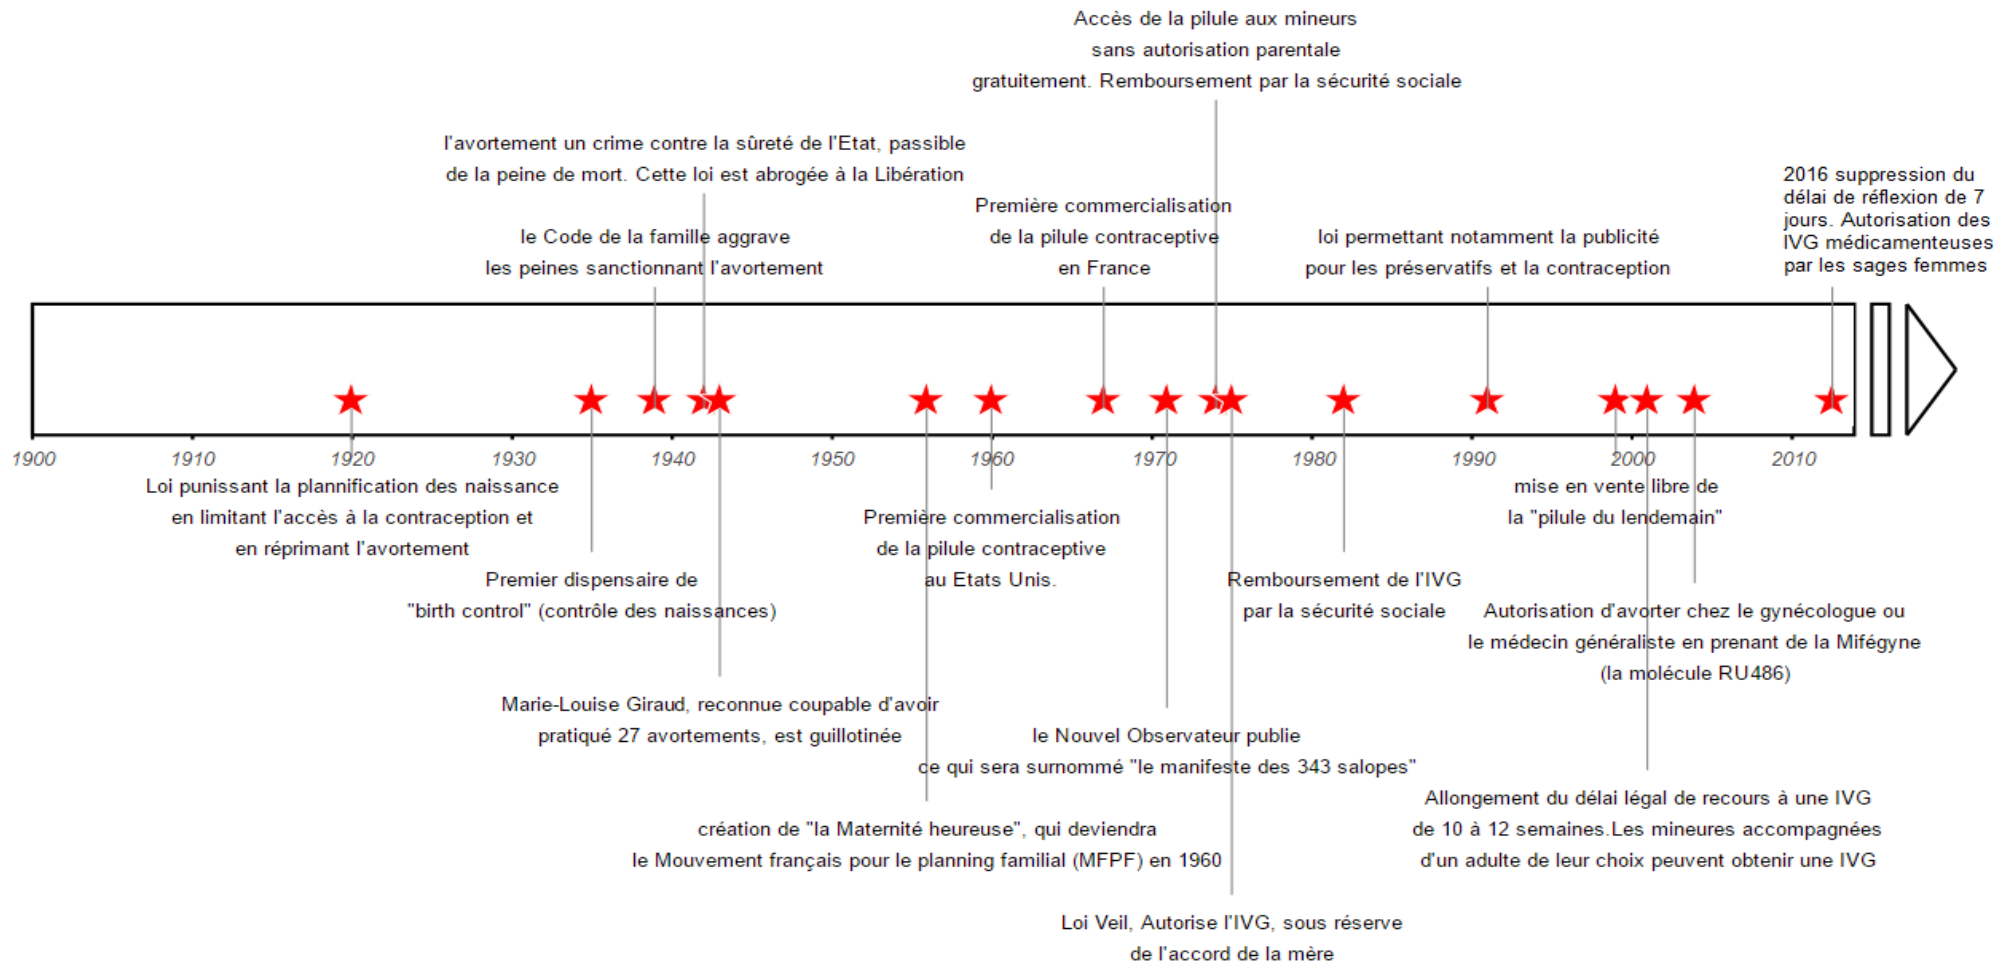 Accès de la pilule aux mineurs
sans autorisation parentale
gratuitement. Remboursement par la sécurité sociale
l'avortement un crime contre la sûreté de l'Etat, passible
de la peine de mort. Cette loi est abrogée à la Libération
le Code de la famille aggrave
les peines sanctionnant l'avortement
Première commercialisation
de la pilule contraceptive
en France
loi permettant notamment la publicité
pour les préservatifs et la contraception
2016 suppression du
délai de réflexion de 7
jours. Autorisation des
IVG médicamenteuses
par les sages femmes
1900 1910 1920 1930 1940 1950 1960 1970 1980 1990 2000 2010
Loi punissant la plannification des naissance
en limitant l'accès à la contraception et
en réprimant l'avortement
Premier dispensaire de
"birth control" (contrôle des naissances)
Marie-Louise Giraud, reconnue coupable d'avoir
pratiqué 27 avortements, est guillotinée
création de "la Maternité heureuse", qui deviendra
le Mouvement français pour le planning familial (MFPF) en 1960
Première commercialisation
de la pilule contraceptive
au Etats Unis.
le Nouvel Observateur publie
ce qui sera surnommé "le manifeste des 343 salopes"
Loi Veil, Autorise l'IVG, sous réserve
de l'accord de la mère
Remboursement de l'IVG
par la sécurité sociale
mise en vente libre de
la "pilule du lendemain"
Autorisation d'avorter chez le gynécologue ou
le médecin généraliste en prenant de la Mifégyne
(la molécule RU486)
Allongement du délai légal de recours à une IVG
de 10 à 12 semaines.Les mineures accompagnées
d'un adulte de leur choix peuvent obtenir une IVG